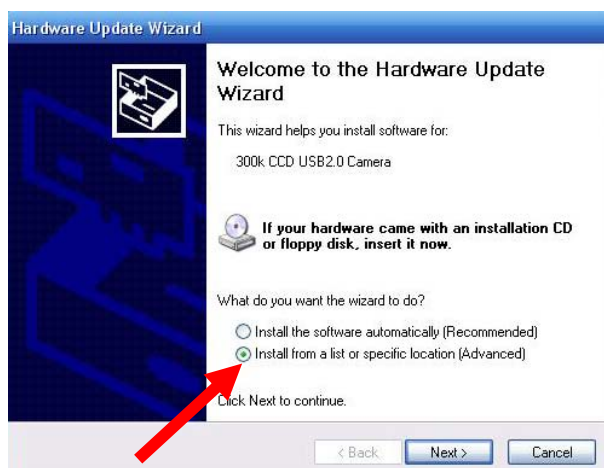 Hardware Update Wizard
Welcome to the Hardware Update
Wizard
This wizard helps you install software for:
300k CCD USB2.0 Camera
If your hardware came with an installation CD
or floppy disk, insert it now.
What do you want the wizard to do?
Install the software automatically (Recommended)
Install from a list or specific location (Advanced)
Click Next to continue.
< Back Next > Cancel